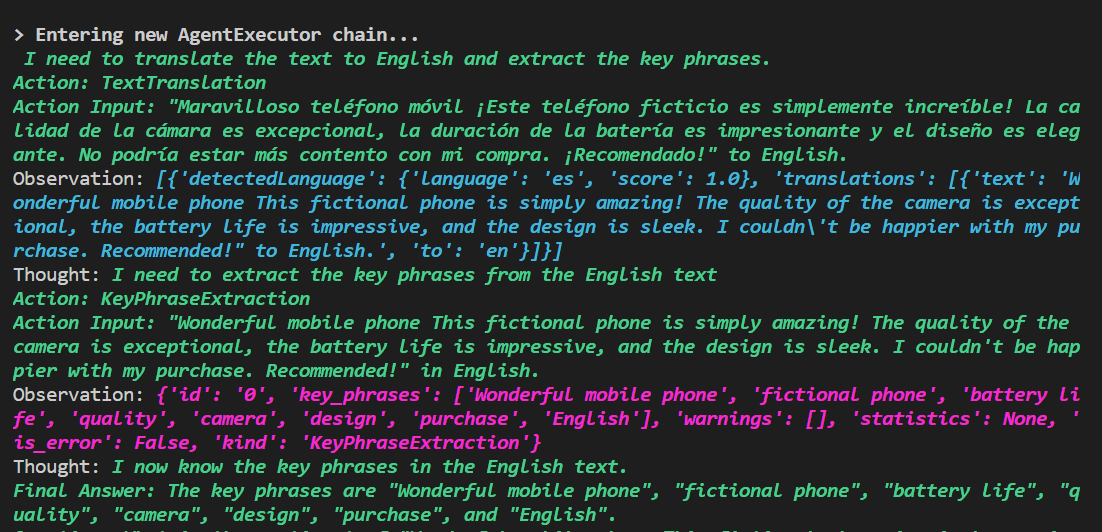 > Entering new AgentExecutor chain...
I need to translate the text to English and extract the key phrases.
Action: TextTranslation
Action Input: "Maravilloso teléfono móvil ¡Este teléfono ficticio es simplemente increíble! La ca
lidad de la cámara es excepcional, la duración de la batería es impresionante y el diseño es eleg
ante. No podría estar más contento con mi compra. ¡Recomendado!" to English.
Observation: [{'detectedLanguage': {'language': 'es', 'score': 1.0}, 'translations': [{'text': 'W
onderful mobile phone This fictional phone is simply amazing! The quality of the camera is except
ional, the battery life is impressive, and the design is sleek. I couldn\'t be happier with my pu
rchase. Recommended!" to English.', 'to': 'en'}]}]
Thought: I need to extract the key phrases from the English text
Action: KeyPhraseExtraction
Action Input: "Wonderful mobile phone This fictional phone is simply amazing! The quality of the
camera is exceptional, the battery life is impressive, and the design is sleek. I couldn't be hap
pier with my purchase. Recommended!" in English.
Observation: {'id': '0', 'key_phrases': ['Wonderful mobile phone', 'fictional phone', 'battery li
fe', 'quality', 'camera', 'design', 'purchase', 'English'], 'warnings': [], 'statistics': None, '
is_error': False, 'kind': 'KeyPhraseExtraction'}
Thought: I now know the key phrases in the English text.
Final Answer: The key phrases are "Wonderful mobile phone", "fictional phone", "battery life", "q
uality", "camera", "design", "purchase", and "English".